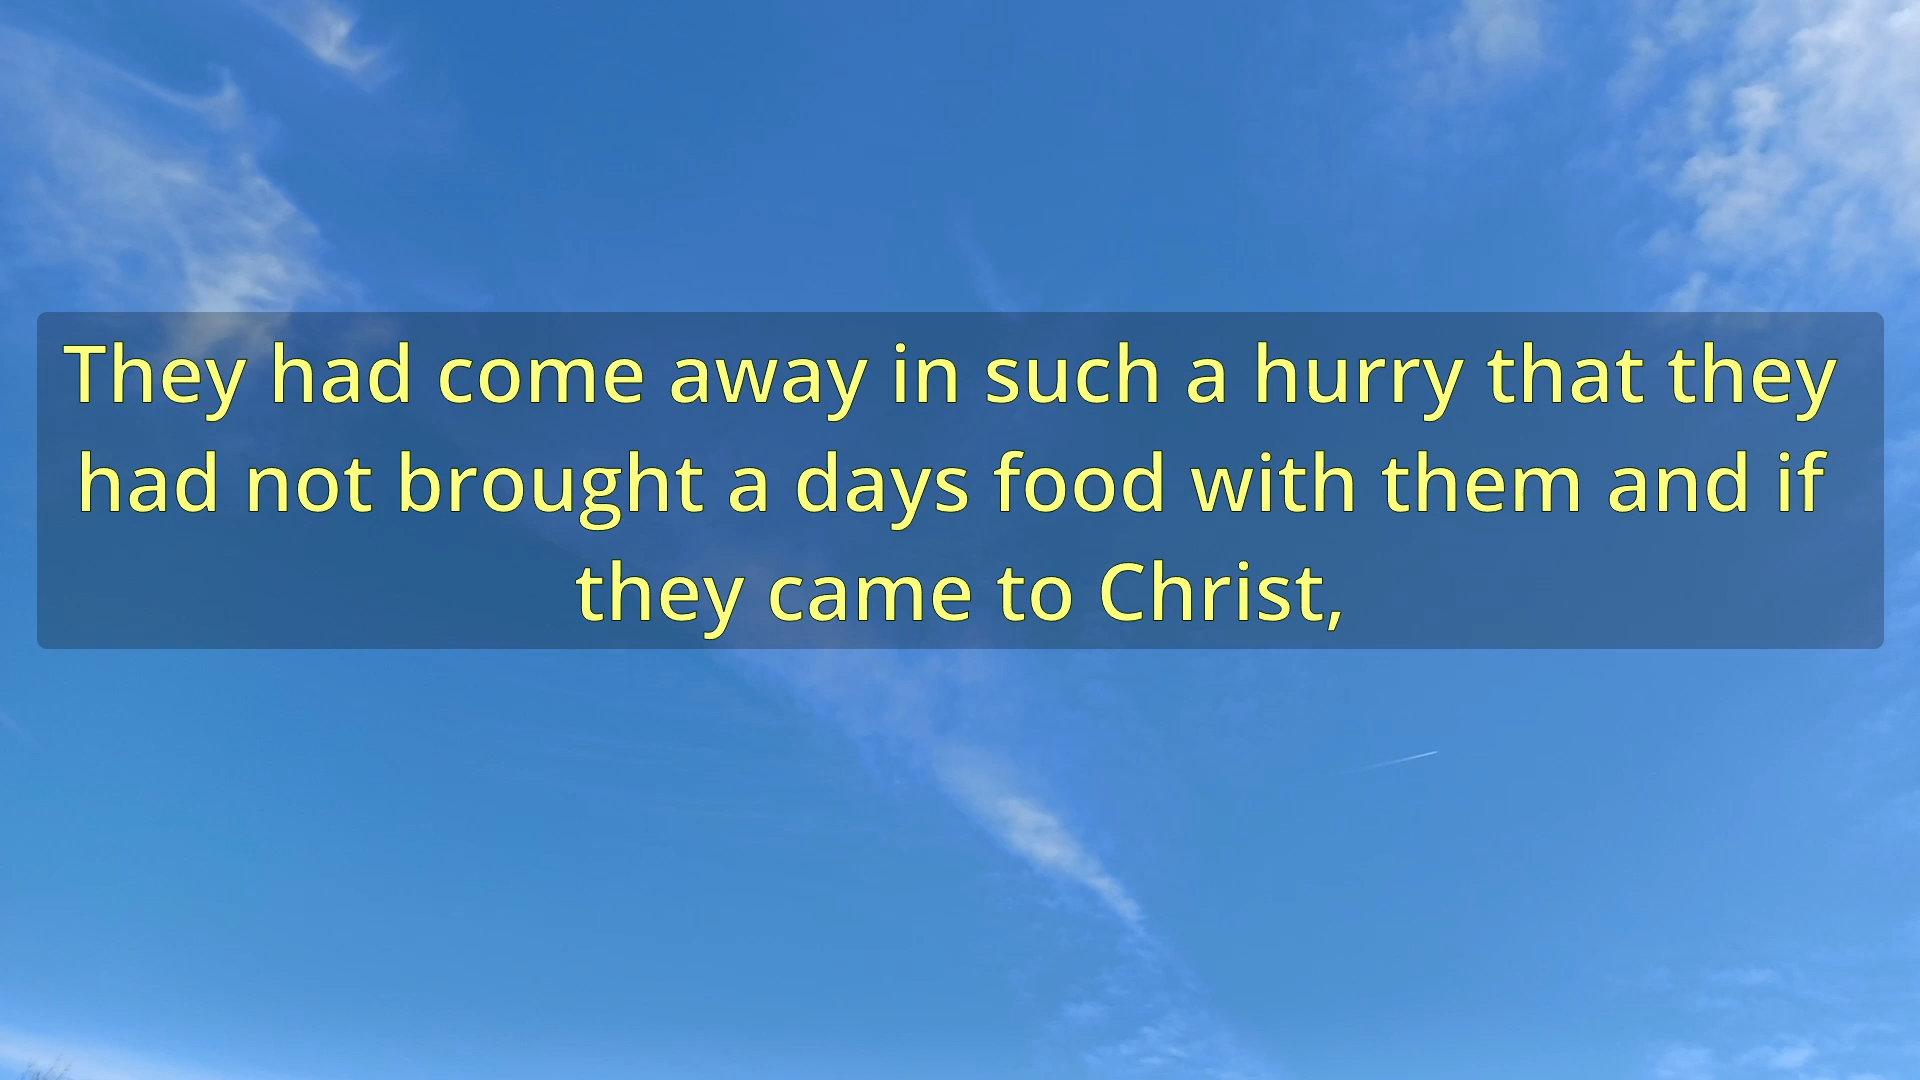 They had come away in such a hurry that they
had not brought a days food with them and if
they came to Christ,